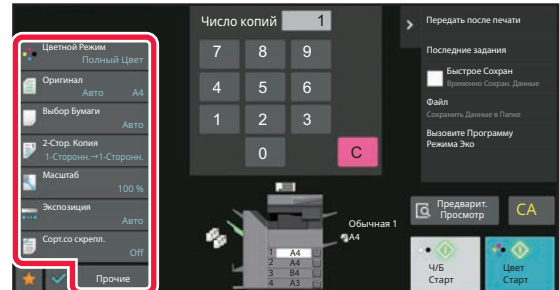 Цветной Режим
Полный Цвет
Оригинал
Авто A4
Выбор Бумаги
Авто
2-Стор. Копия
1-Сторонн.→1-Сторонн.
Масштаб
100 %
Экспозиция
Авто
Сорт.со скрепл.
Off
Прочие
Число копий 1
7 8 9
4 5 6
1 2 3
0 C
Обычная 1
A4
1 A4
2 A4
3 B4
4 A3
Передать после печати
Последние задания
Быстрое Сохран
Временно Сохран. Данные
Файл
Сохранить Данные в Папке
Вызовите Программу
Режима Эко
Предварит.
Просмотр
CA
Ч/Б
Старт
Цвет
Старт